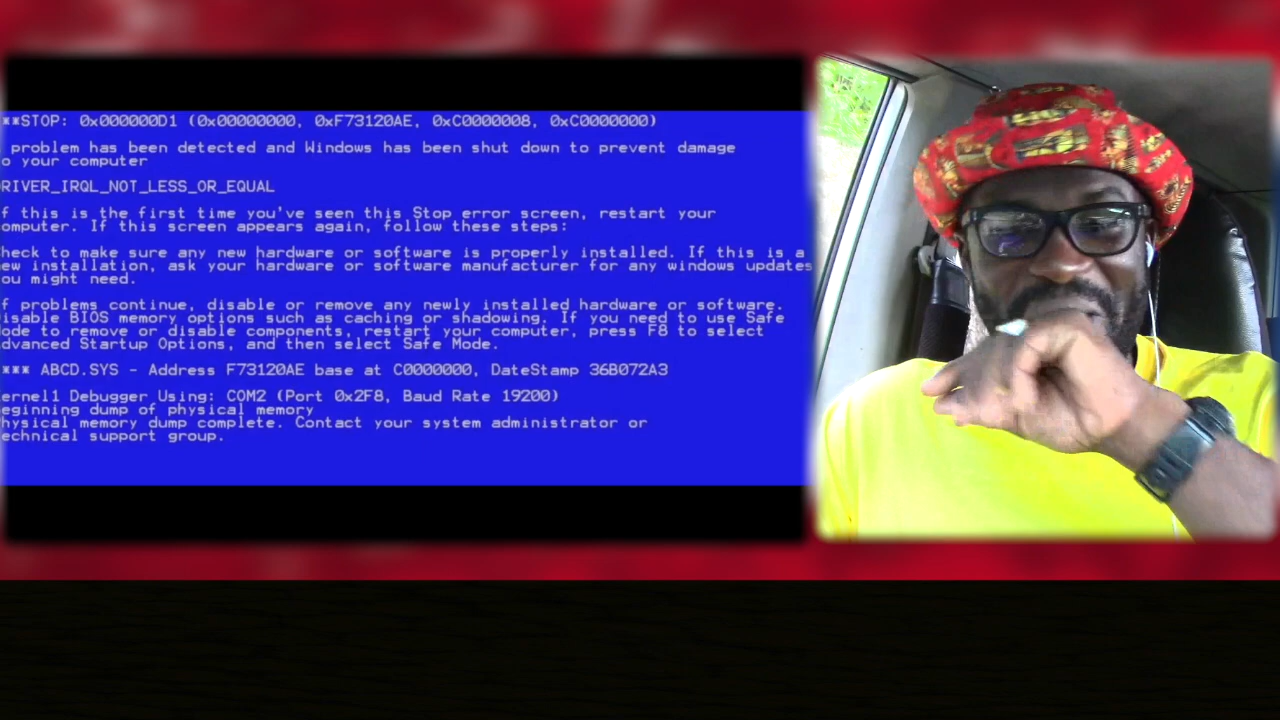 **STOP: 0x000000D1 (0x00000000, 0xF73120AE, 0xC0000008, 0xC0000000)
problem has been detected and Windows has been shut down to prevent damage
o your computer
RIVER_IRQL_NOT_LESS_OR_EQUAL
f this is the first time you've seen this Stop error screen, restart your
omputer. If this screen appears again, follow these steps:
heck to make sure any new hardware or software is properly installed. If this is a
ew installation, ask your hardware or software manufacturer for any windows updates
ou might need.
f problems continue, disable or remove any newly installed hardware or software.
isable BIOS memory options such as caching or shadowing. If you need to use Safe
ode to remove or disable components, restart your computer, press F8 to select
dvanced Startup Options, and then select Safe Mode.
*** ABCD.SYS - Address F73120AE base at C0000000, DateStamp 36B072A3
ernel1 Debugger Using: COM2 (Port 0x2F8, Baud Rate 19200)
eginning dump of physical memory
hysical memory dump complete. Contact your system administrator or
echnical support group.